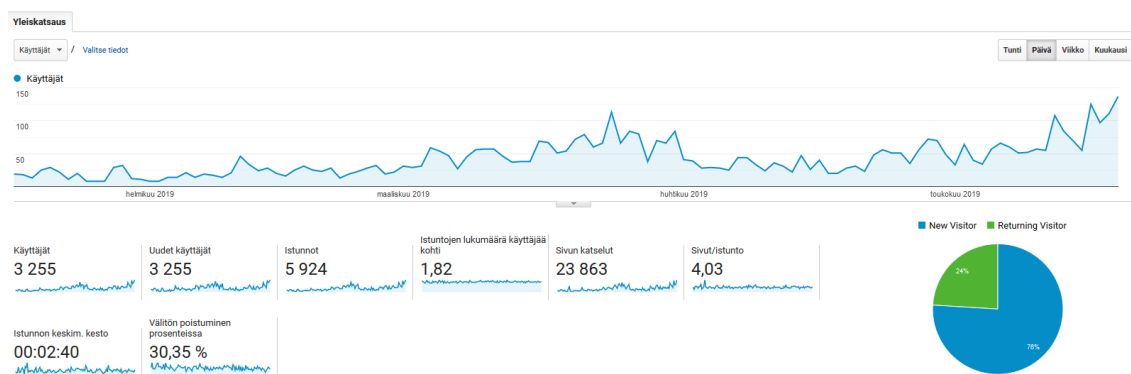 Yleiskatsaus
Käyttäjät / Valitse tiedot
Tunti Päivä Viikko Kuukausi
Käyttäjät
150
100
50
helmikuu 2019 maaliskuu 2019 huhtikuu 2019 toukokuu 2019
New Visitor Returning Visitor
Käyttäjät
3 255
Uudet käyttäjät
3 255
Istunnot
5 924
Istuntojen lukumäärä käyttäjää
kohti
1,82
Sivun katselut
23 863
Sivut/istunto
4,03
Istunnon keskim. kesto
00:02:40
Välitön poistuminen
prosenteissa
30,35 %
24%
76%